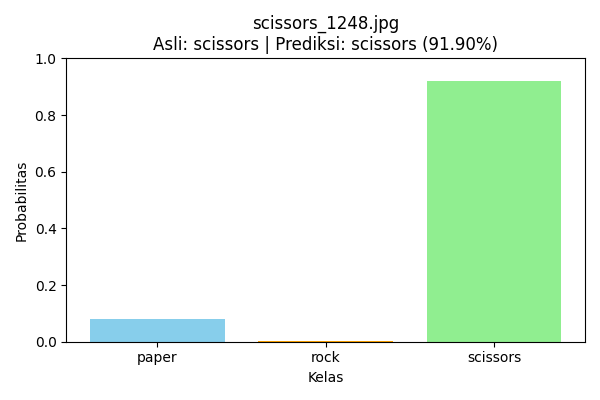 scissors_1248.jpg
Asli: scissors | Prediksi: scissors (91.90%)
1.0
0.8
0.6
0.4
0.2
0.0
Probabilitas
paper rock scissors
Kelas